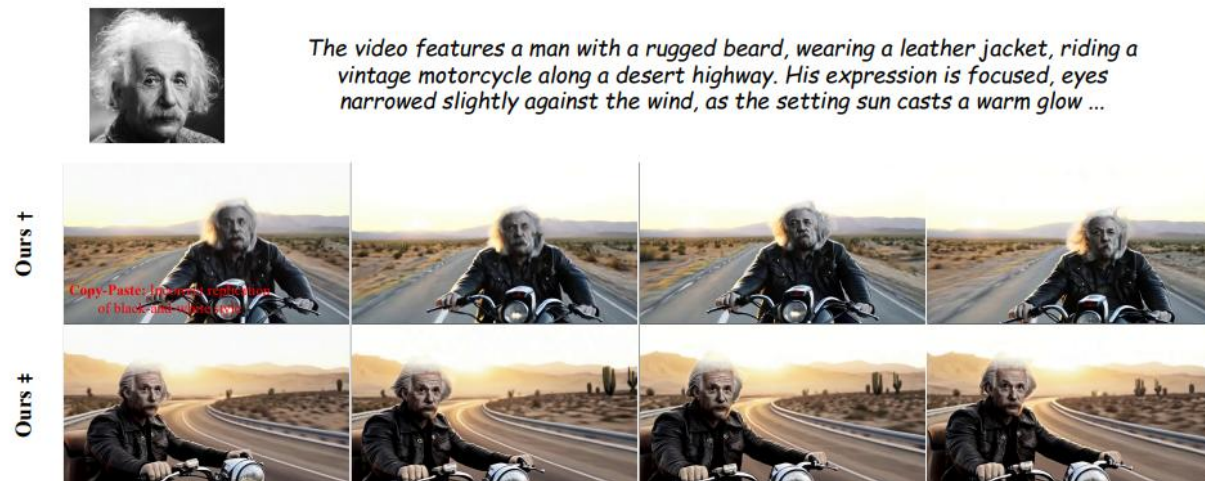 The video features a man with a rugged beard, wearing a leather jacket, riding a
vintage motorcycle along a desert highway. His expression is focused, eyes
narrowed slightly against the wind, as the setting sun casts a warm glow ...
Ours †
Copy-Paste: Incorrect replication
of black-and-white style
Ours ‡